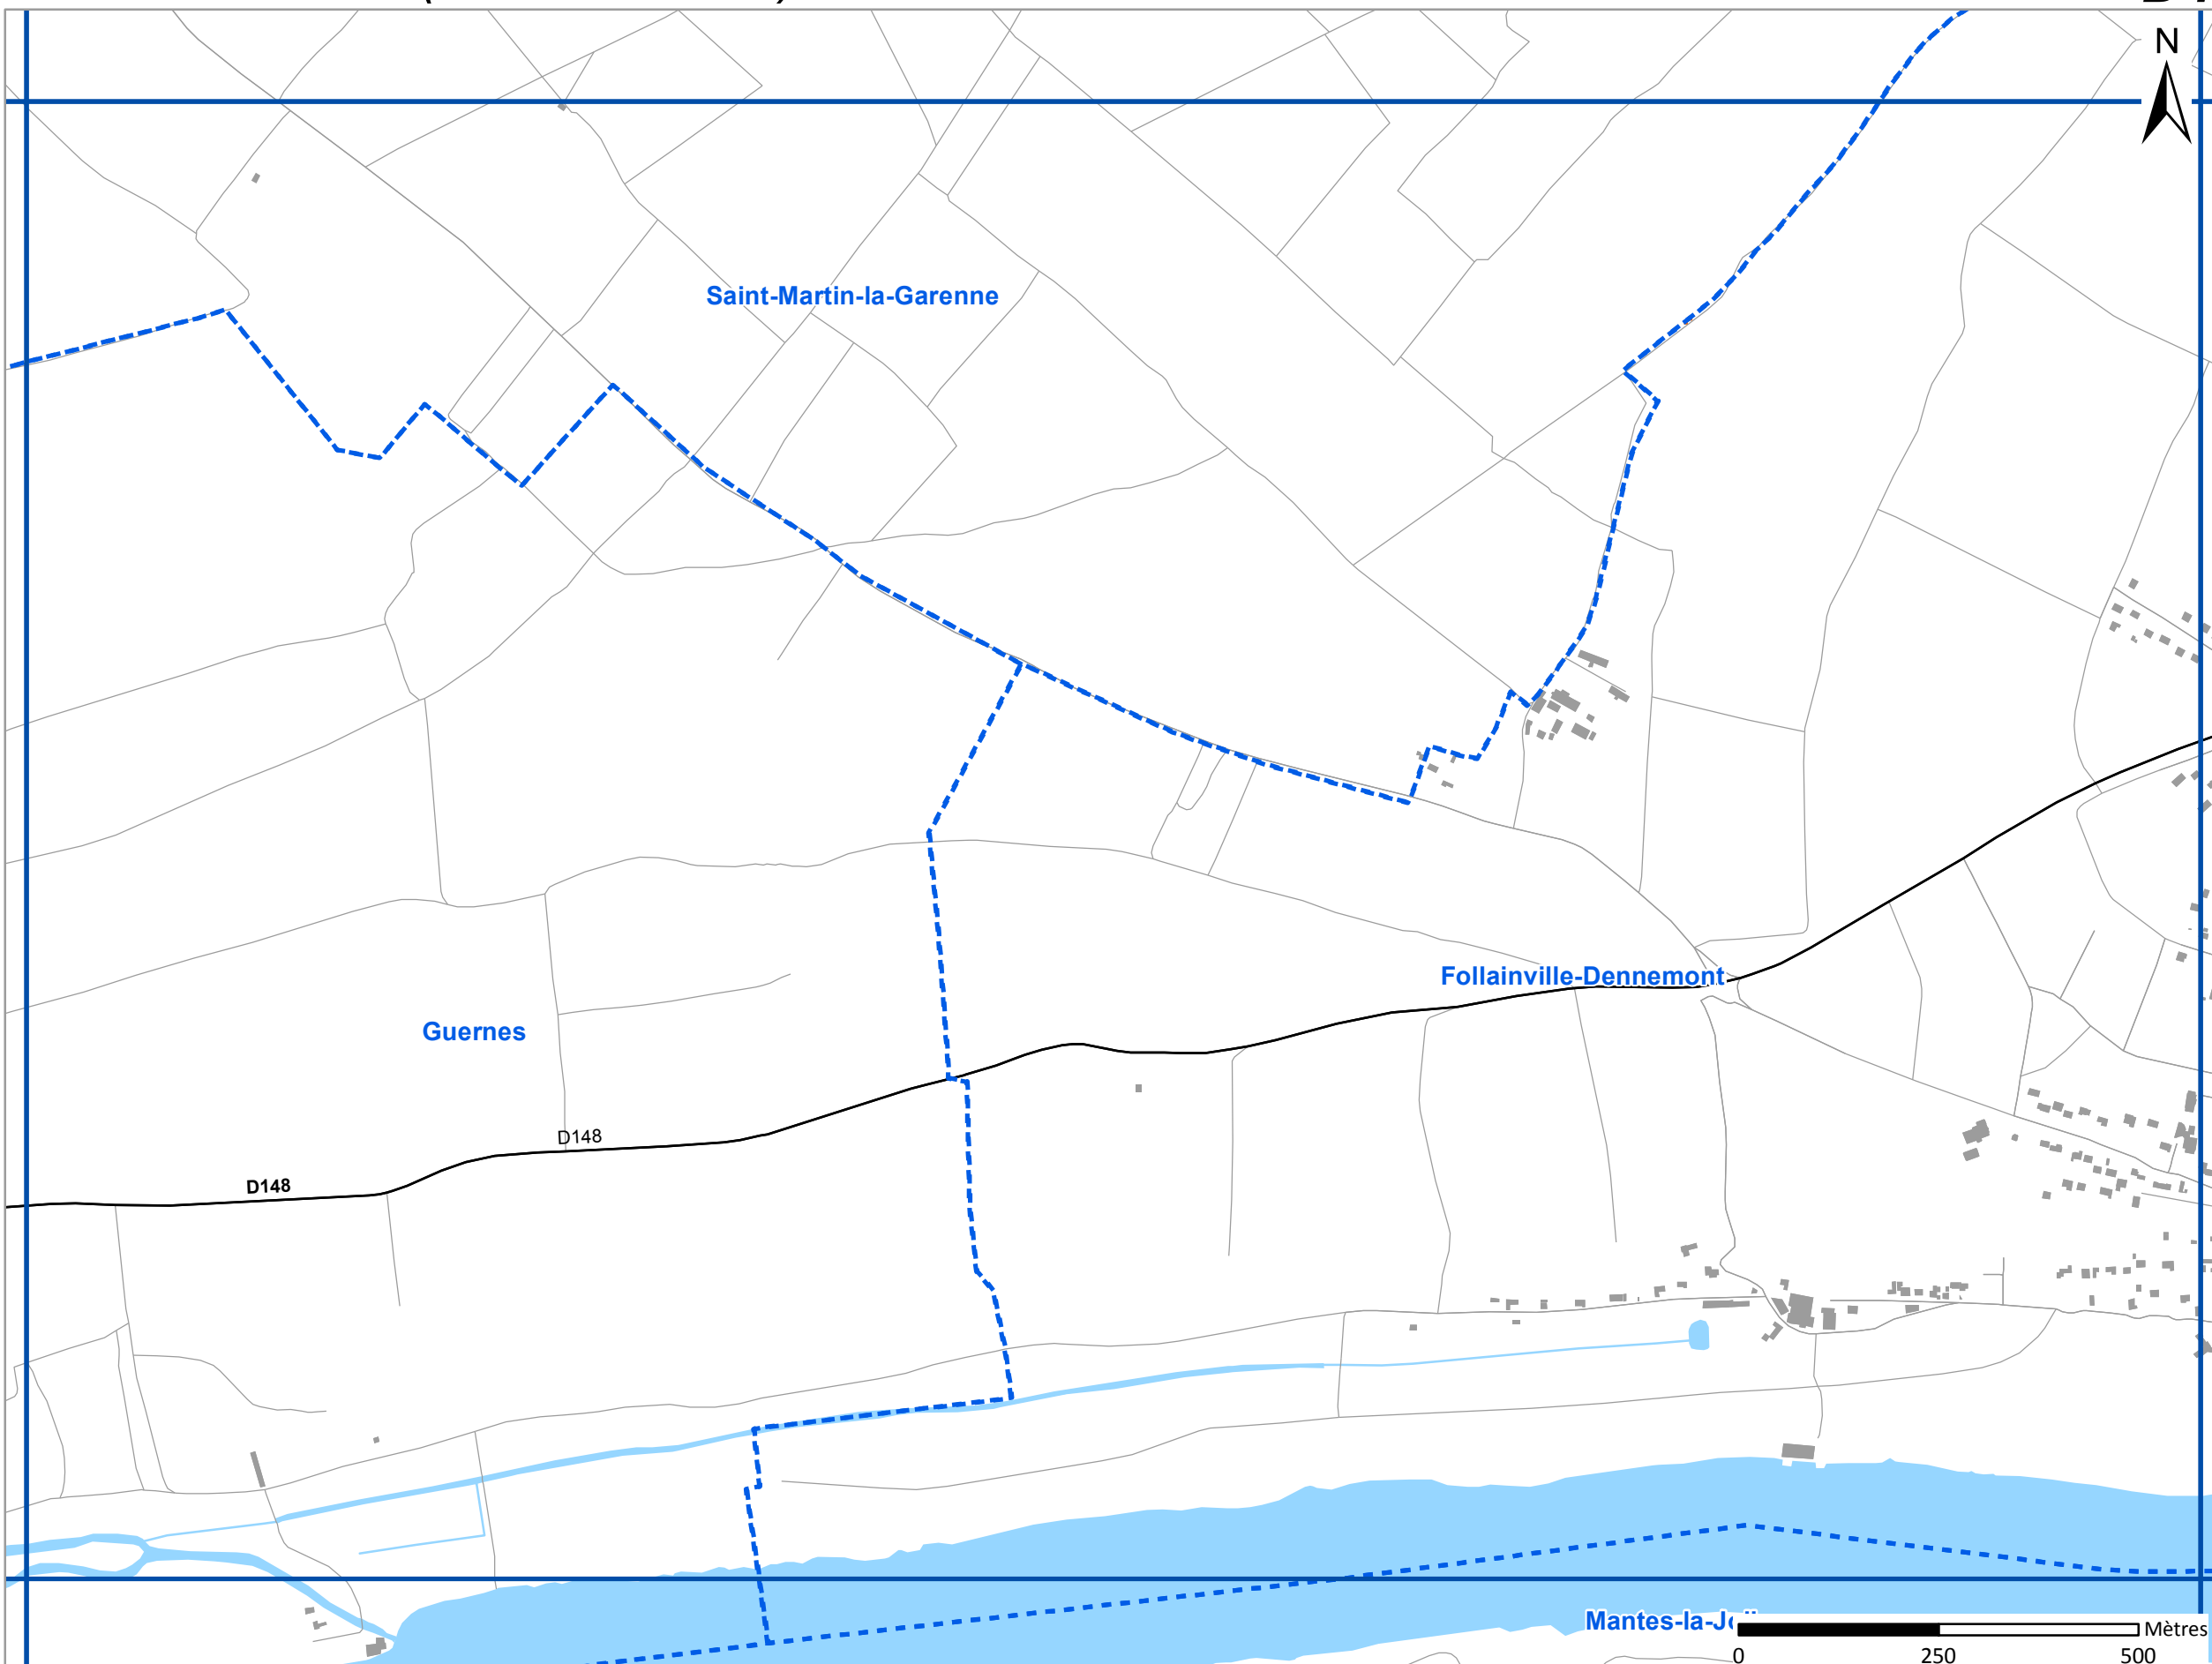 N
Saint-Martin-la-Garenne
Follainville-Dennemont
Guernes
D148
D148
Mètres
0 250 500